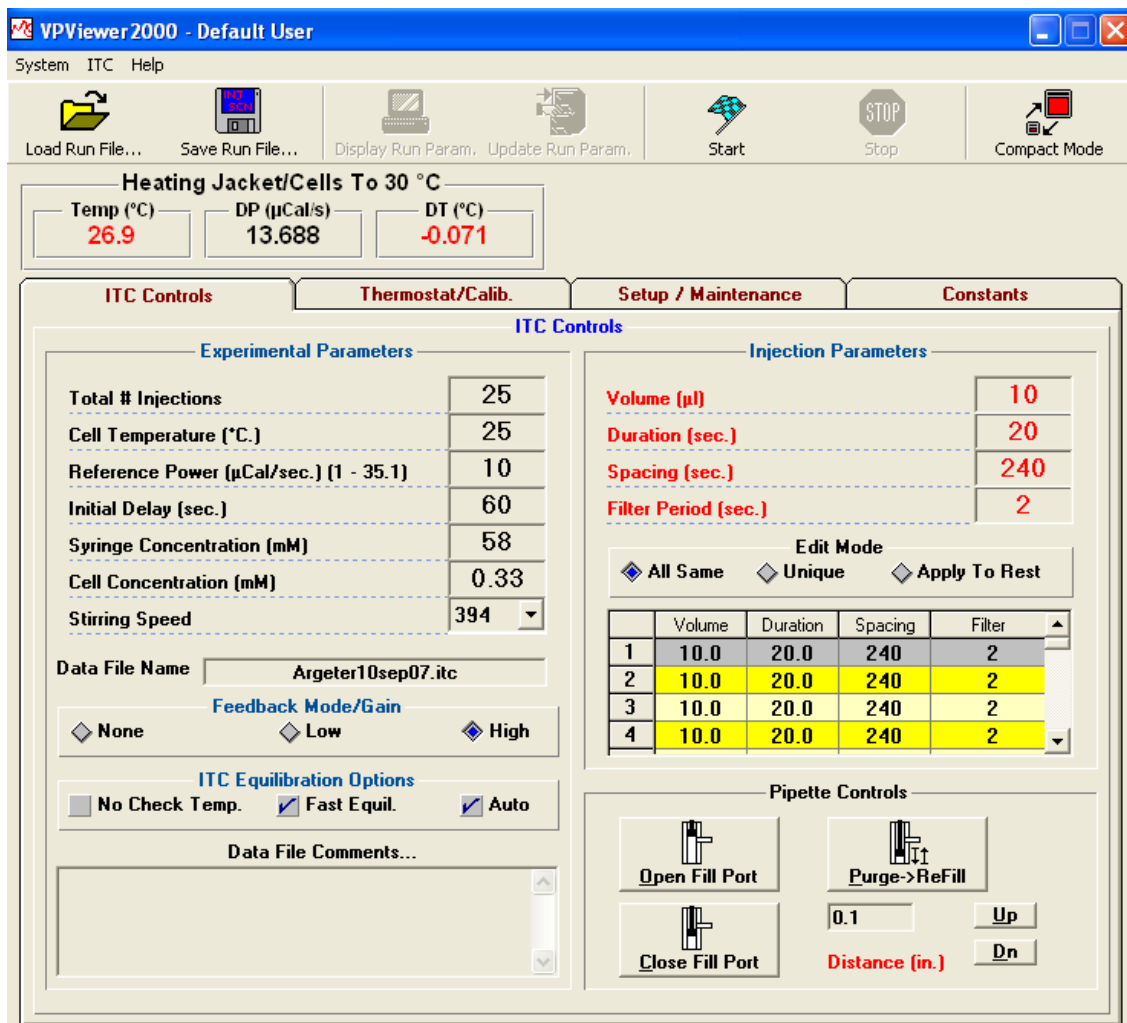 VPViewer2000 - Default User
System ITC Help
INJ
SCN
STOP
Load Run File... Save Run File... Display Run Param. Update Run Param. Start Stop Compact Mode
Heating Jacket/Cells To 30 °C
Temp (°C) DP (µCal/s) DT (°C)
26.9 13.688 -0.071
ITC Controls Thermostat/Calib. Setup / Maintenance Constants
ITC Controls
Experimental Parameters
Total # Injections 25
Cell Temperature (°C.) 25
Reference Power (µCal/sec.) (1 - 35.1) 10
Initial Delay (sec.) 60
Syringe Concentration (mM) 58
Cell Concentration (mM) 0.33
Stirring Speed 394
Data File Name Argeter10sep07.itc
Feedback Mode/Gain
None Low High
ITC Equilibration Options
No Check Temp. Fast Equil. Auto
Data File Comments...
Injection Parameters
Volume (µl) 10
Duration (sec.) 20
Spacing (sec.) 240
Filter Period (sec.) 2
Edit Mode
All Same Unique Apply To Rest
Volume Duration Spacing Filter
1 10.0 20.0 240 2
2 10.0 20.0 240 2
3 10.0 20.0 240 2
4 10.0 20.0 240 2
Pipette Controls
Open Fill Port Purge->ReFill
0.1 Up
Close Fill Port Distance (in.) Dn